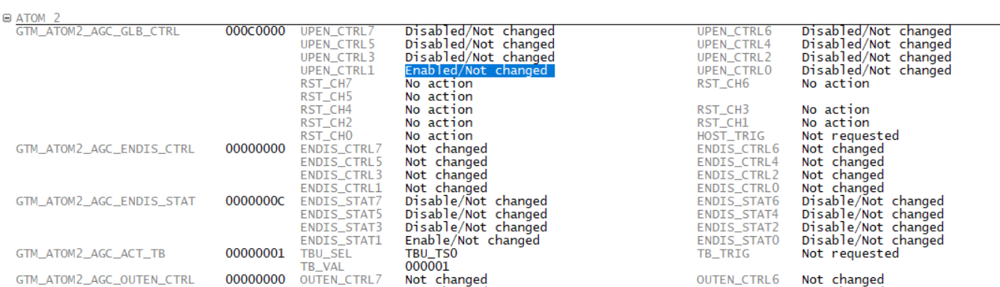 ATOM 2
GTM_ATOM2_AGC_GLB_CTRL 000C0000 UPEN_CTRL7 Disabled/Not changed UPEN_CTRL6 Disabled/Not changed
UPEN_CTRL5 Disabled/Not changed UPEN_CTRL4 Disabled/Not changed
UPEN_CTRL3 Disabled/Not changed UPEN_CTRL2 Disabled/Not changed
UPEN_CTRL1 Enabled/Not changed UPEN_CTRL0 Disabled/Not changed
RST_CH7 No action RST_CH6 No action
RST_CH5 No action
RST_CH4 No action RST_CH3 No action
RST_CH2 No action RST_CH1 No action
RST_CH0 No action HOST_TRIG Not requested
GTM_ATOM2_AGC_ENDIS_CTRL 00000000 ENDIS_CTRL7 Not changed ENDIS_CTRL6 Not changed
ENDIS_CTRL5 Not changed ENDIS_CTRL4 Not changed
ENDIS_CTRL3 Not changed ENDIS_CTRL2 Not changed
ENDIS_CTRL1 Not changed ENDIS_CTRL0 Not changed
GTM_ATOM2_AGC_ENDIS_STAT 0000000C ENDIS_STAT7 Disable/Not changed ENDIS_STAT6 Disable/Not changed
ENDIS_STAT5 Disable/Not changed ENDIS_STAT4 Disable/Not changed
ENDIS_STAT3 Disable/Not changed ENDIS_STAT2 Disable/Not changed
ENDIS_STAT1 Enable/Not changed ENDIS_STAT0 Disable/Not changed
GTM_ATOM2_AGC_ACT_TB 00000001 TBU_SEL TBU_TS0 TB_TRIG Not requested
TB_VAL 000001
GTM_ATOM2_AGC_OUTEN_CTRL 00000000 OUTEN_CTRL7 Not changed OUTEN_CTRL6 Not changed